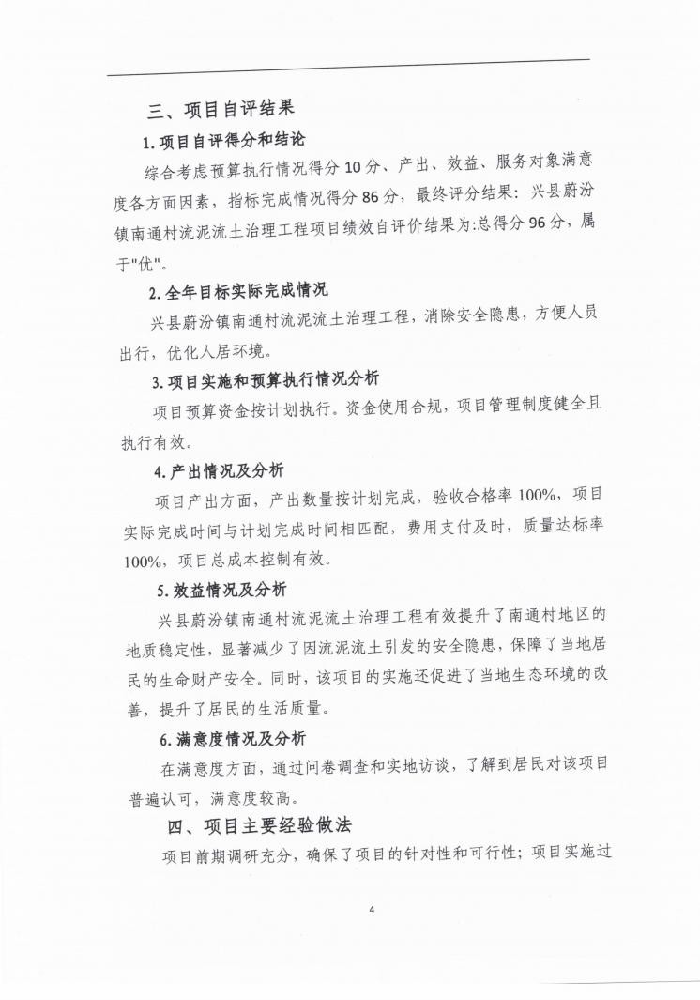 三、项目自评结果
1.项目自评得分和结论
综合考虑预算执行情况得分 10 分、产出、效益、服务对象满意
度各方面因素，指标完成情况得分 86 分，最终评分结果：兴县蔚汾
镇南通村流泥流土治理工程项目绩效自评价结果为:总得分 96 分，属
于"优"。
2.全年目标实际完成情况
兴县蔚汾镇南通村流泥流土治理工程，消除安全隐患，方便人员
出行，优化人居环境。
3.项目实施和预算执行情况分析
项目预算资金按计划执行。资金使用合规，项目管理制度健全且
执行有效。
4.产出情况及分析
项目产出方面，产出数量按计划完成，验收合格率 100%，项目
实际完成时间与计划完成时间相匹配，费用支付及时，质量达标率
100%，项目总成本控制有效。
5.效益情况及分析
兴县蔚汾镇南通村流泥流土治理工程有效提升了南通村地区的
地质稳定性，显著减少了因流泥流土引发的安全隐患，保障了当地居
民的生命财产安全。同时，该项目的实施还促进了当地生态环境的改
善，提升了居民的生活质量。
6.满意度情况及分析
在满意度方面，通过问卷调查和实地访谈，了解到居民对该项目
普遍认可，满意度较高。
四、项目主要经验做法
项目前期调研充分，确保了项目的针对性和可行性；项目实施过
4